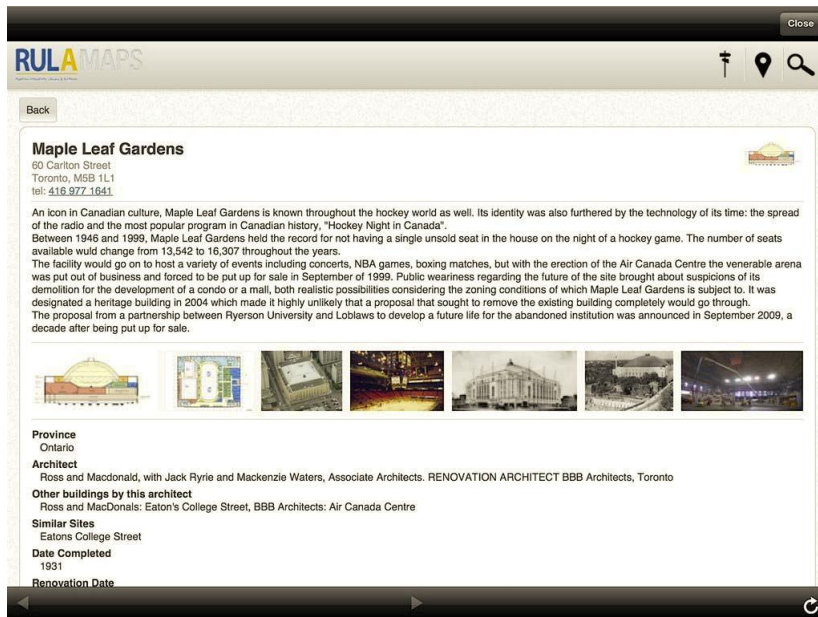 Close
RULAMAPS
Back
Maple Leaf Gardens
60 Carlton Street
Toronto, M5B 1L1
tel: 416 977 1641
An icon in Canadian culture, Maple Leaf Gardens is known throughout the hockey world as well. Its identity was also furthered by the technology of its time: the spread
of the radio and the most popular program in Canadian history, "Hockey Night in Canada".
Between 1946 and 1999, Maple Leaf Gardens held the record for not having a single unsold seat in the house on the night of a hockey game. The number of seats
available wuld change from 13,542 to 16,307 throughout the years.
The facility would go on to host a variety of events including concerts, NBA games, boxing matches, but with the erection of the Air Canada Centre the venerable arena
was put out of business and forced to be put up for sale in September of 1999. Public weariness regarding the future of the site brought about suspicions of its
demolition for the development of a condo or a mall, both realistic possibilities considering the zoning conditions of which Maple Leaf Gardens is subject to. It was
designated a heritage building in 2004 which made it highly unlikely that a proposal that sought to remove the existing building completely would go through.
The proposal from a partnership between Ryerson University and Loblaws to develop a future life for the abandoned institution was announced in September 2009, a
decade after being put up for sale.
Province
Ontario
Architect
Ross and Macdonald, with Jack Ryrie and Mackenzie Waters, Associate Architects. RENOVATION ARCHITECT BBB Architects, Toronto
Other buildings by this architect
Ross and MacDonals: Eaton's College Street, BBB Architects: Air Canada Centre
Similar Sites
Eatons College Street
Date Completed
1931
Renovation Date